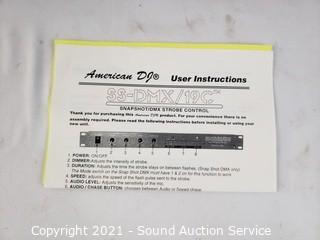 American DJ® User Instructions
SS-DMX/19C™
SNAPSHOT/DMX STROBE CONTROL
Thank you for purchasing this American DJ® product. For your convenience there is no
assembly required. Please read the following instructions before installing or using your
new unit.
1. POWER: ON/OFF
2. DIMMER: Adjusts the intensity of strobe.
3. DURATION: Adjusts the time the strobe stays on between flashes. (Snap Shot DMX only)
The Mode switch on the Snap Shot DMX must have 1 & 2 on for this function to work
4. SPEED: adjusts the speed of the flash pulse sent to the strobe.
5. AUDIO LEVEL: Adjusts the sensitivity of the mic.
6. AUDIO / CHASE BUTTON: chooses between Audio or Speed chase.
Copyright 2021 - Sound Auction Service